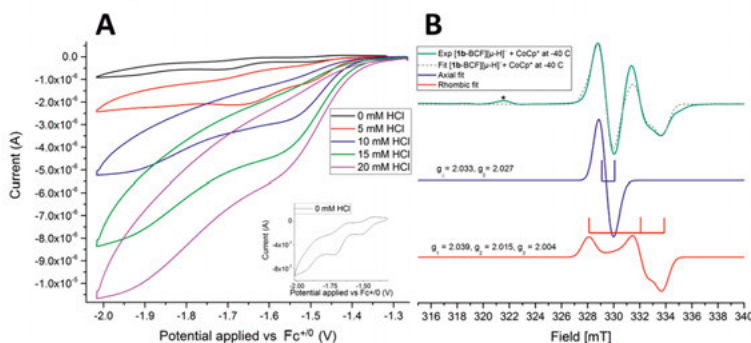 A
0.0
-1.0x10⁻⁶
-2.0x10⁻⁶
-3.0x10⁻⁶
-4.0x10⁻⁶
-5.0x10⁻⁶
-6.0x10⁻⁶
-7.0x10⁻⁶
-8.0x10⁻⁶
-9.0x10⁻⁶
-1.0x10⁻⁵
Current (A)
0 mM HCl
5 mM HCl
10 mM HCl
15 mM HCl
20 mM HCl
0 mM HCl
Current (A)
0
-4x10⁻⁷
-8x10⁻⁷
-2.00 -1.75 -1.50
Potential applied vs Fc⁺/⁰ (V)
-2.0 -1.9 -1.8 -1.7 -1.6 -1.5 -1.4 -1.3
Potential applied vs Fc⁺/⁰ (V)
B
Exp [1b-BCF][μ-H]⁻ + CoCp* at -40 C
Fit [1b-BCF][μ-H]⁻ + CoCp* at -40 C
Axial fit
Rhombic fit
*
g₁ = 2.039, g₂ = 2.015, g₃ = 2.004
316 318 320 322 324 326 328 330 332 334 336 338 340
Field [mT]